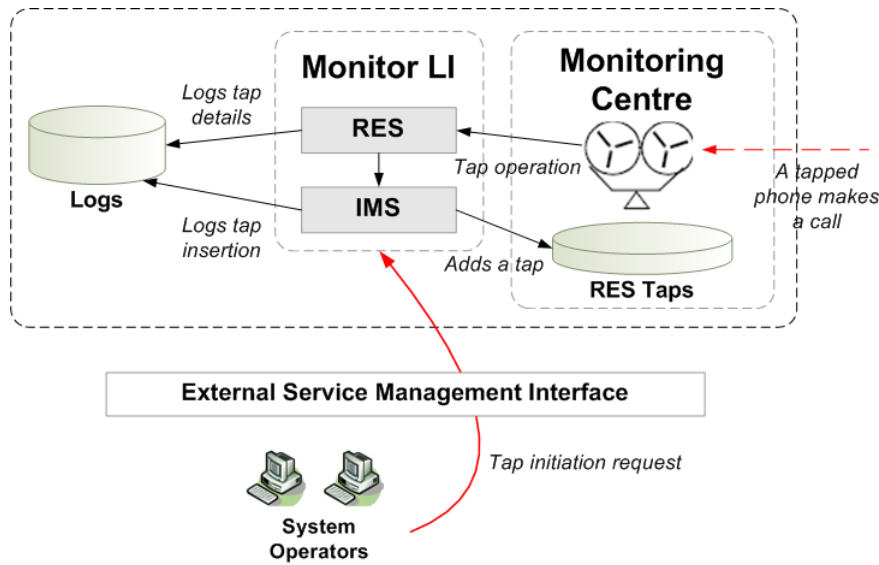 Monitor LI
Monitoring
Centre
Logs tap
details
RES
Tap operation
A tapped
phone makes
a call
Logs
IMS
Logs tap
insertion
Adds a tap
RES Taps
External Service Management Interface
Tap initiation request
System
Operators